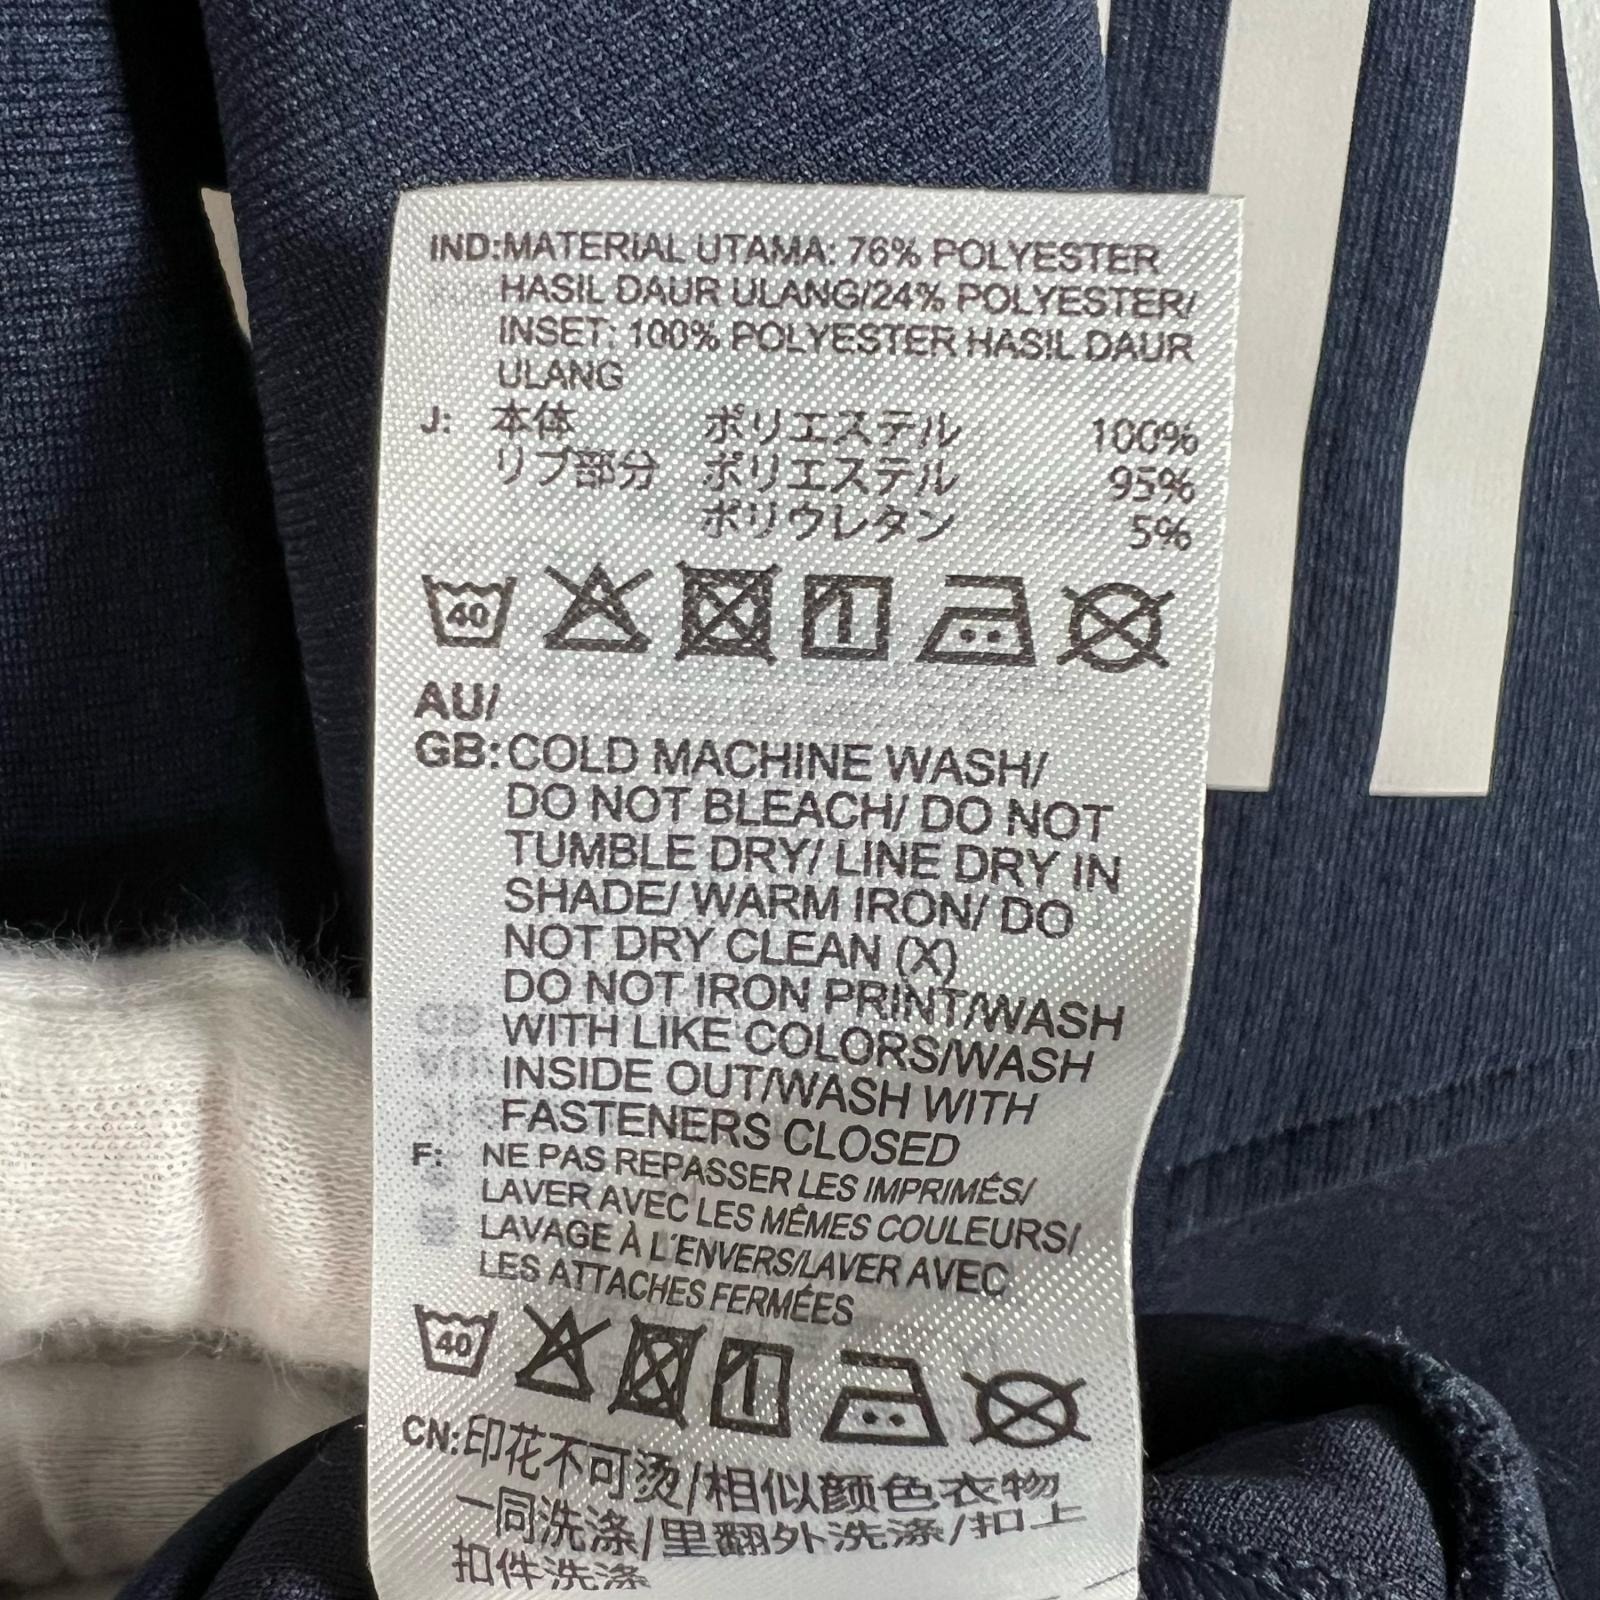 IND:MATERIAL UTAMA: 76% POLYESTER
HASIL DAUR ULANG/24% POLYESTER/
INSET: 100% POLYESTER HASIL DAUR
ULANG
J: 本体 ポリエステル 100%
リブ部分 ポリエステル 95%
ポリウレタン 5%
40
AU/
GB:COLD MACHINE WASH/
DO NOT BLEACH/ DO NOT
TUMBLE DRY/ LINE DRY IN
SHADE/ WARM IRON/ DO
NOT DRY CLEAN (X)
DO NOT IRON PRINT/WASH
WITH LIKE COLORS/WASH
INSIDE OUT/WASH WITH
FASTENERS CLOSED
F: NE PAS REPASSER LES IMPRIMÉS/
LAVER AVEC LES MÊMES COULEURS/
LAVAGE À L'ENVERS/LAVER AVEC
LES ATTACHES FERMÉES
40
CN:印花不可烫/相似颜色衣物
一同洗涤/里翻外洗涤/扣上
扣件洗涤